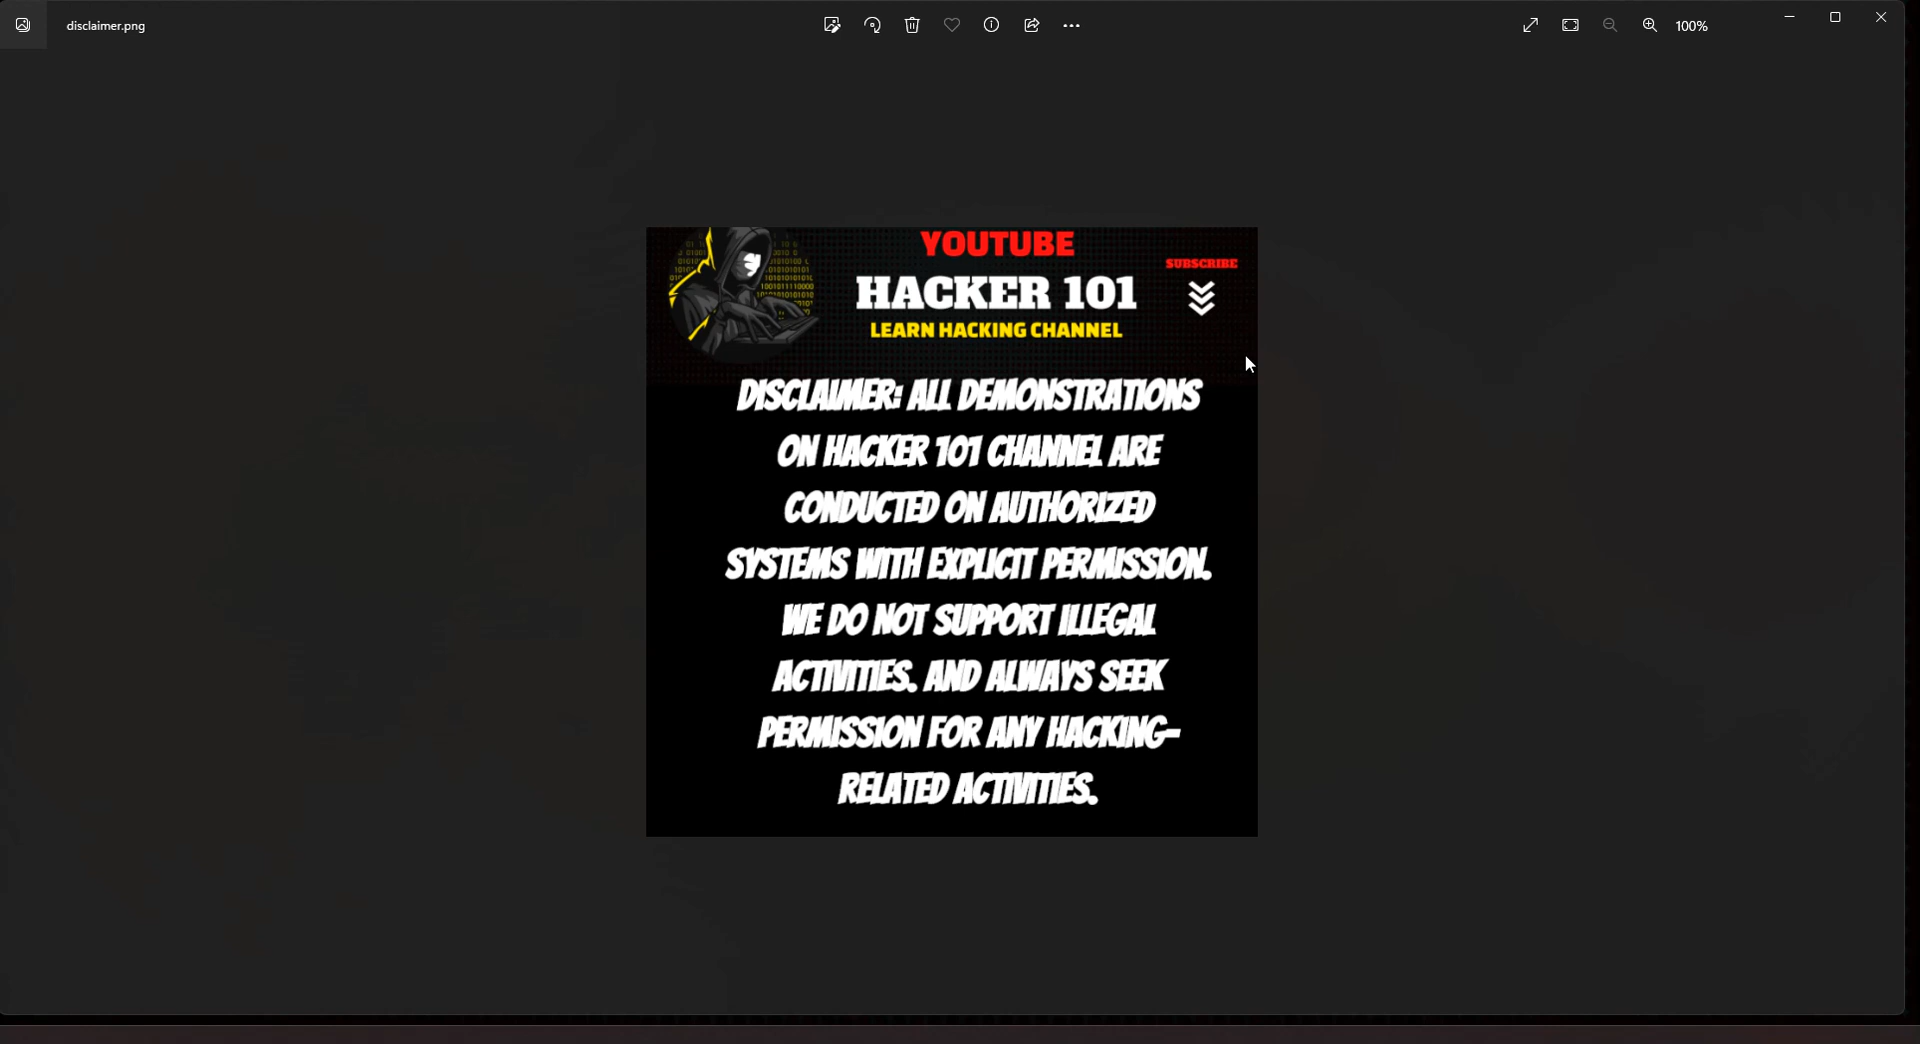 disclaimer.png
100%
YOUTUBE
HACKER 101
SUBSCRIBE
LEARN HACKING CHANNEL
DISCLAIMER: ALL DEMONSTRATIONS
ON HACKER 101 CHANNEL ARE
CONDUCTED ON AUTHORIZED
SYSTEMS WITH EXPLICIT PERMISSION.
WE DO NOT SUPPORT ILLEGAL
ACTIVITIES. AND ALWAYS SEEK
PERMISSION FOR ANY HACKING-
RELATED ACTIVITIES.